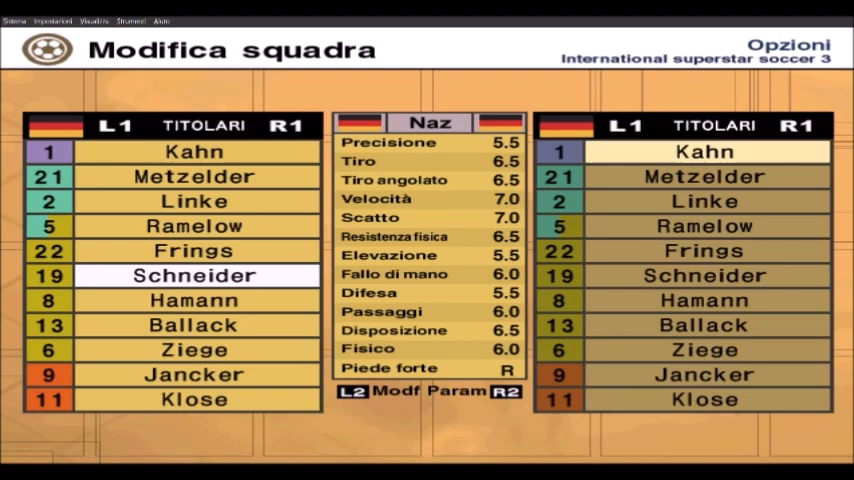 Sistema Impostazioni Visualizza Strumenti Aiuto
Modifica squadra
Opzioni
International superstar soccer 3
L1 TITOLARI R1
1 Kahn
21 Metzelder
2 Linke
5 Ramelow
22 Frings
19 Schneider
8 Hamann
13 Ballack
6 Ziege
9 Jancker
11 Klose
Naz
Precisione 5.5
Tiro 6.5
Tiro angolato 6.5
Velocità 7.0
Scatto 7.0
Resistenza fisica 6.5
Elevazione 5.5
Fallo di mano 6.0
Difesa 5.5
Passaggi 6.0
Disposizione 6.5
Fisico 6.0
Piede forte R
L2 Modf Param R2
L1 TITOLARI R1
1 Kahn
21 Metzelder
2 Linke
5 Ramelow
22 Frings
19 Schneider
8 Hamann
13 Ballack
6 Ziege
9 Jancker
11 Klose